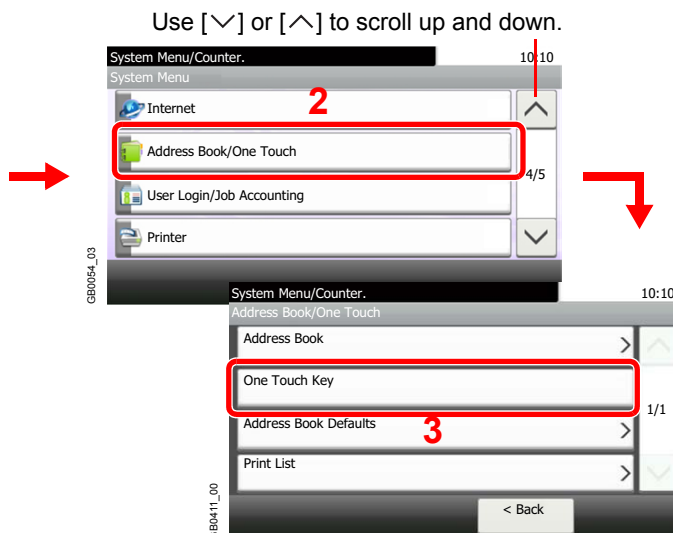 Use [∨] or [∧] to scroll up and down.
System Menu/Counter. 10:10
System Menu
Internet
2
Address Book/One Touch
4/5
User Login/Job Accounting
Printer
GB0054_03
System Menu/Counter. 10:10
Address Book/One Touch
Address Book
One Touch Key
1/1
Address Book Defaults
3
Print List
< Back
GB0411_00